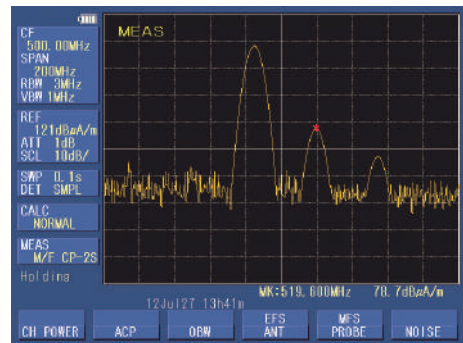 MEAS
CF
500.00MHz
SPAN
200MHz
RBW 3MHz
VBW 1MHz
REF
121dBµA/m
ATT 1dB
SCL 10dB/
SWP 0.1s
DET SMPL
CALC
NORMAL
MEAS
M/F CP-2S
Holding
MK:519.600MHz 78.7dBµA/m
12Jul27 13h41m
CH POWER
ACP
OBW
EFS
ANT
MFS
PROBE
NOISE